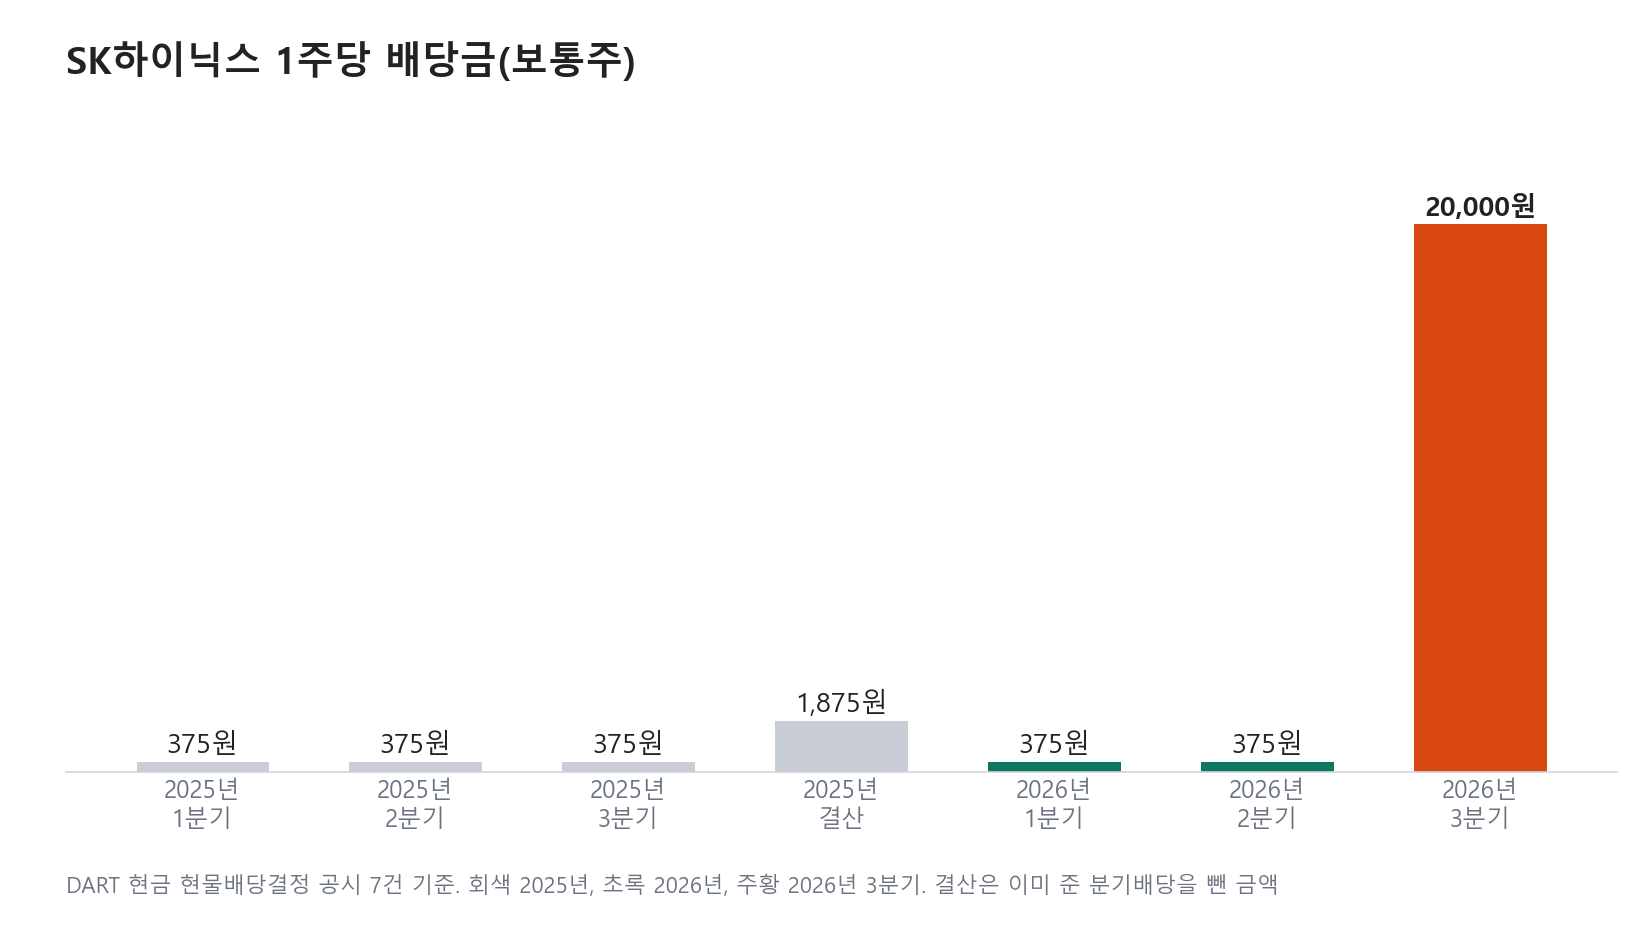 SK하이닉스 1주당 배당금(보통주)
20,000원
1,875원
375원 375원 375원 375원 375원
2025년 2025년 2025년 2025년 2026년 2026년 2026년
1분기 2분기 3분기 결산 1분기 2분기 3분기
DART 현금 현물배당결정 공시 7건 기준. 회색 2025년, 초록 2026년, 주황 2026년 3분기. 결산은 이미 준 분기배당을 뺀 금액